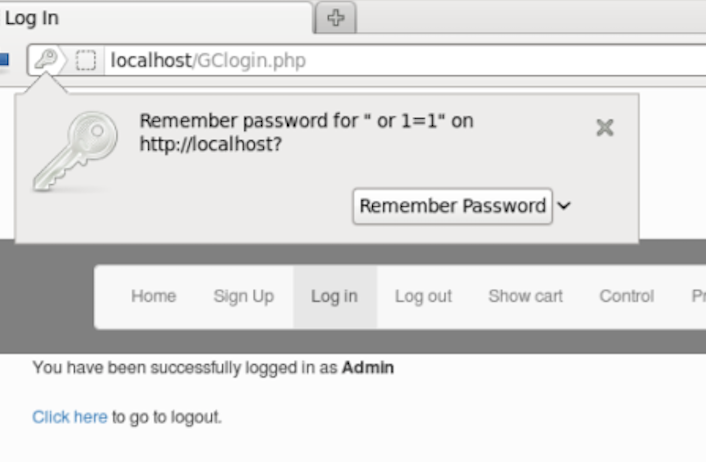 Log In
localhost/GClogin.php
Remember password for " or 1=1" on
http://localhost?
Remember Password
Home Sign Up Log in Log out Show cart Control Pr
You have been successfully logged in as Admin
Click here to go to logout.